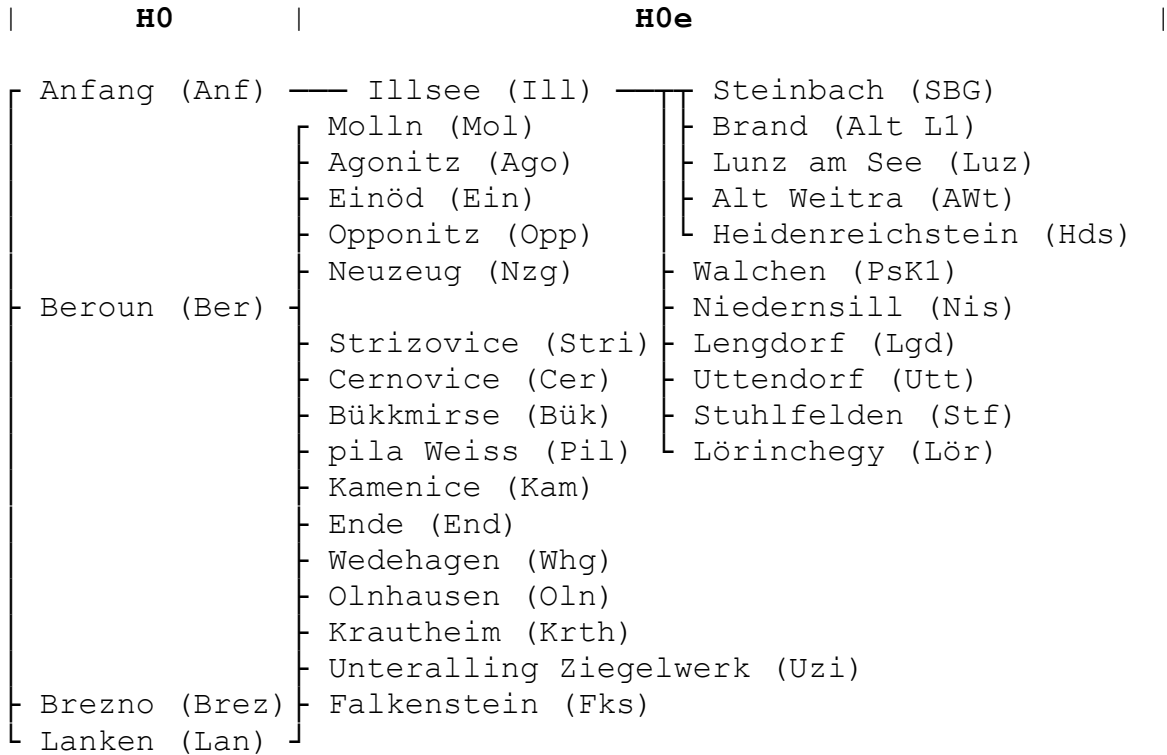 H0 H0e
Anfang (Anf) Illsee (Ill) Steinbach (SBG)
Molln (Mol) Brand (Alt L1)
Agonitz (Ago) Lunz am See (Luz)
Einöd (Ein) Alt Weitra (AWt)
Opponitz (Opp) Heidenreichstein (Hds)
Neuzeug (Nzg) Walchen (PsK1)
Beroun (Ber) Niedernsill (Nis)
Strizovice (Stri) Lengdorf (Lgd)
Cernovice (Cer) Uttendorf (Utt)
Bükkmirse (Bük) Stuhlfelden (Stf)
pila Weiss (Pil) Lörinchegy (Lör)
Kamenice (Kam)
Ende (End)
Wedehagen (Whg)
Olnhausen (Oln)
Krautheim (Krth)
Unteralling Ziegelwerk (Uzi)
Brezno (Brez) Falkenstein (Fks)
Lanken (Lan)